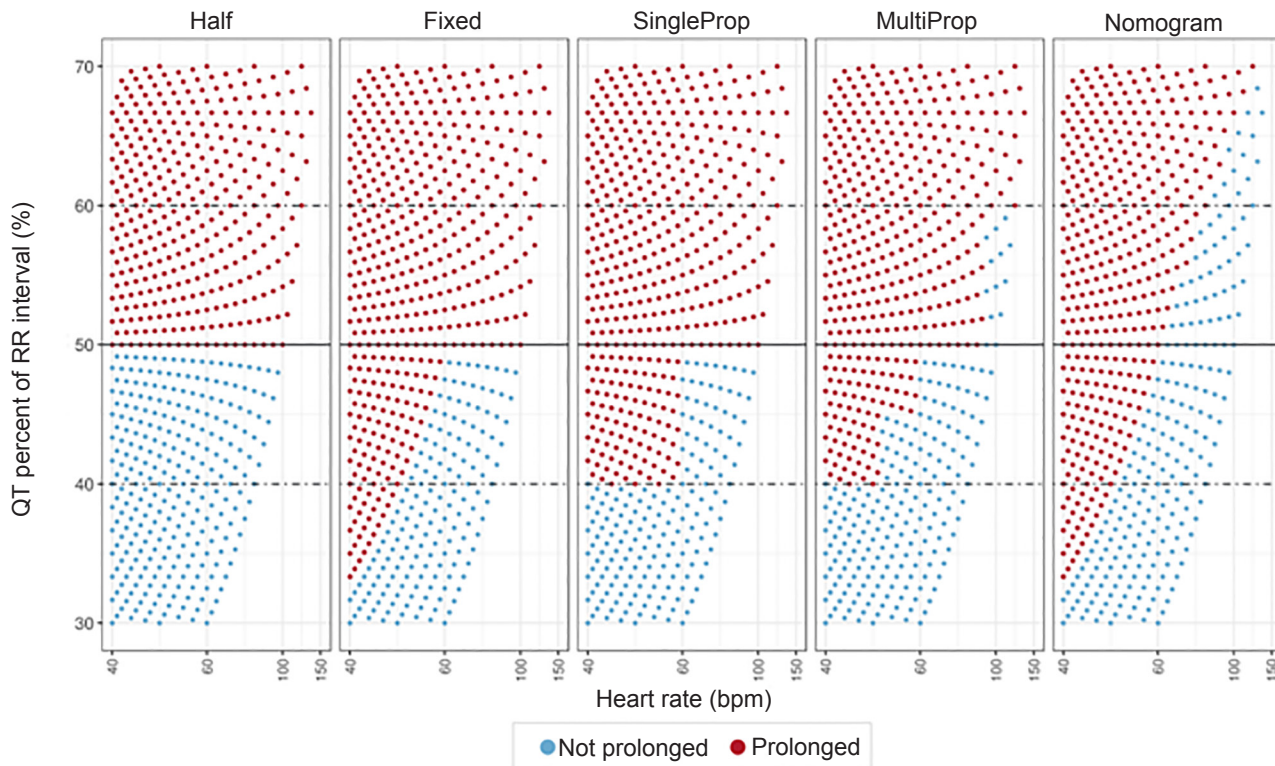 Half Fixed SingleProp MultiProp Nomogram
QT percent of RR interval (%)
70
60
50
40
30
40 60 100 150 40 60 100 150 40 60 100 150 40 60 100 150 40 60 100 150
Heart rate (bpm)
Not prolonged Prolonged